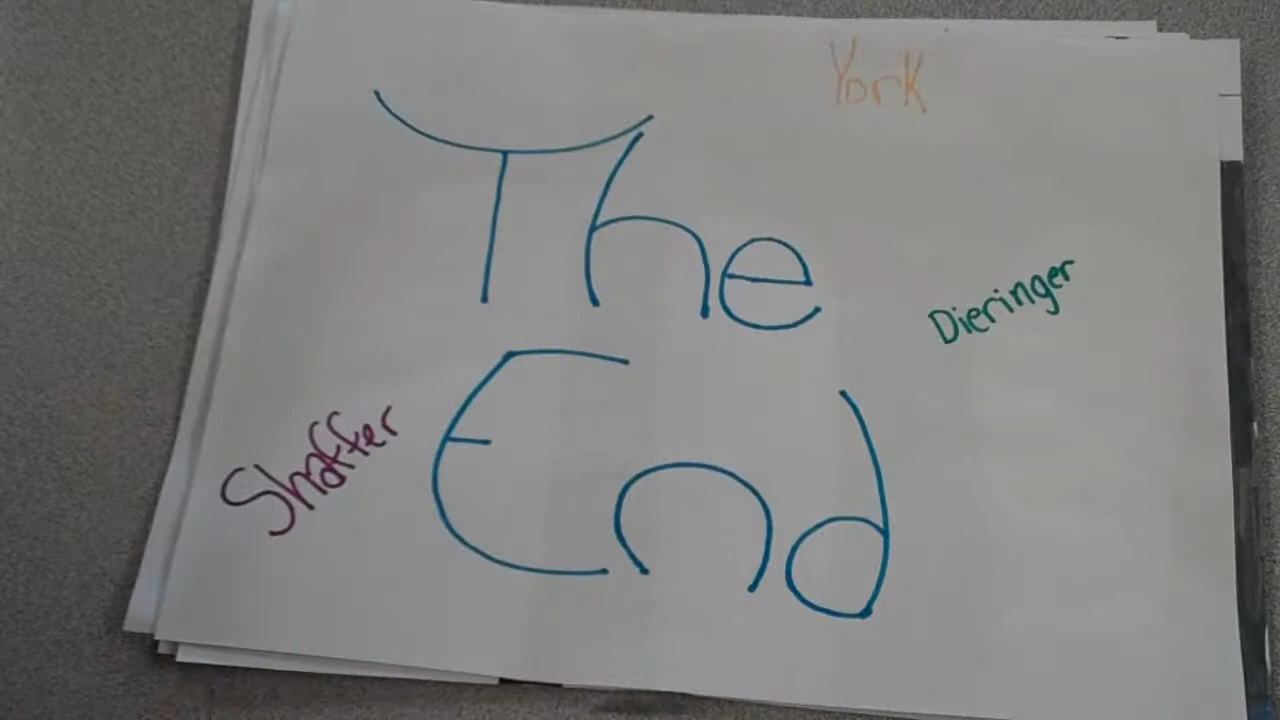 York
The
Dieringer
End
Shaffer